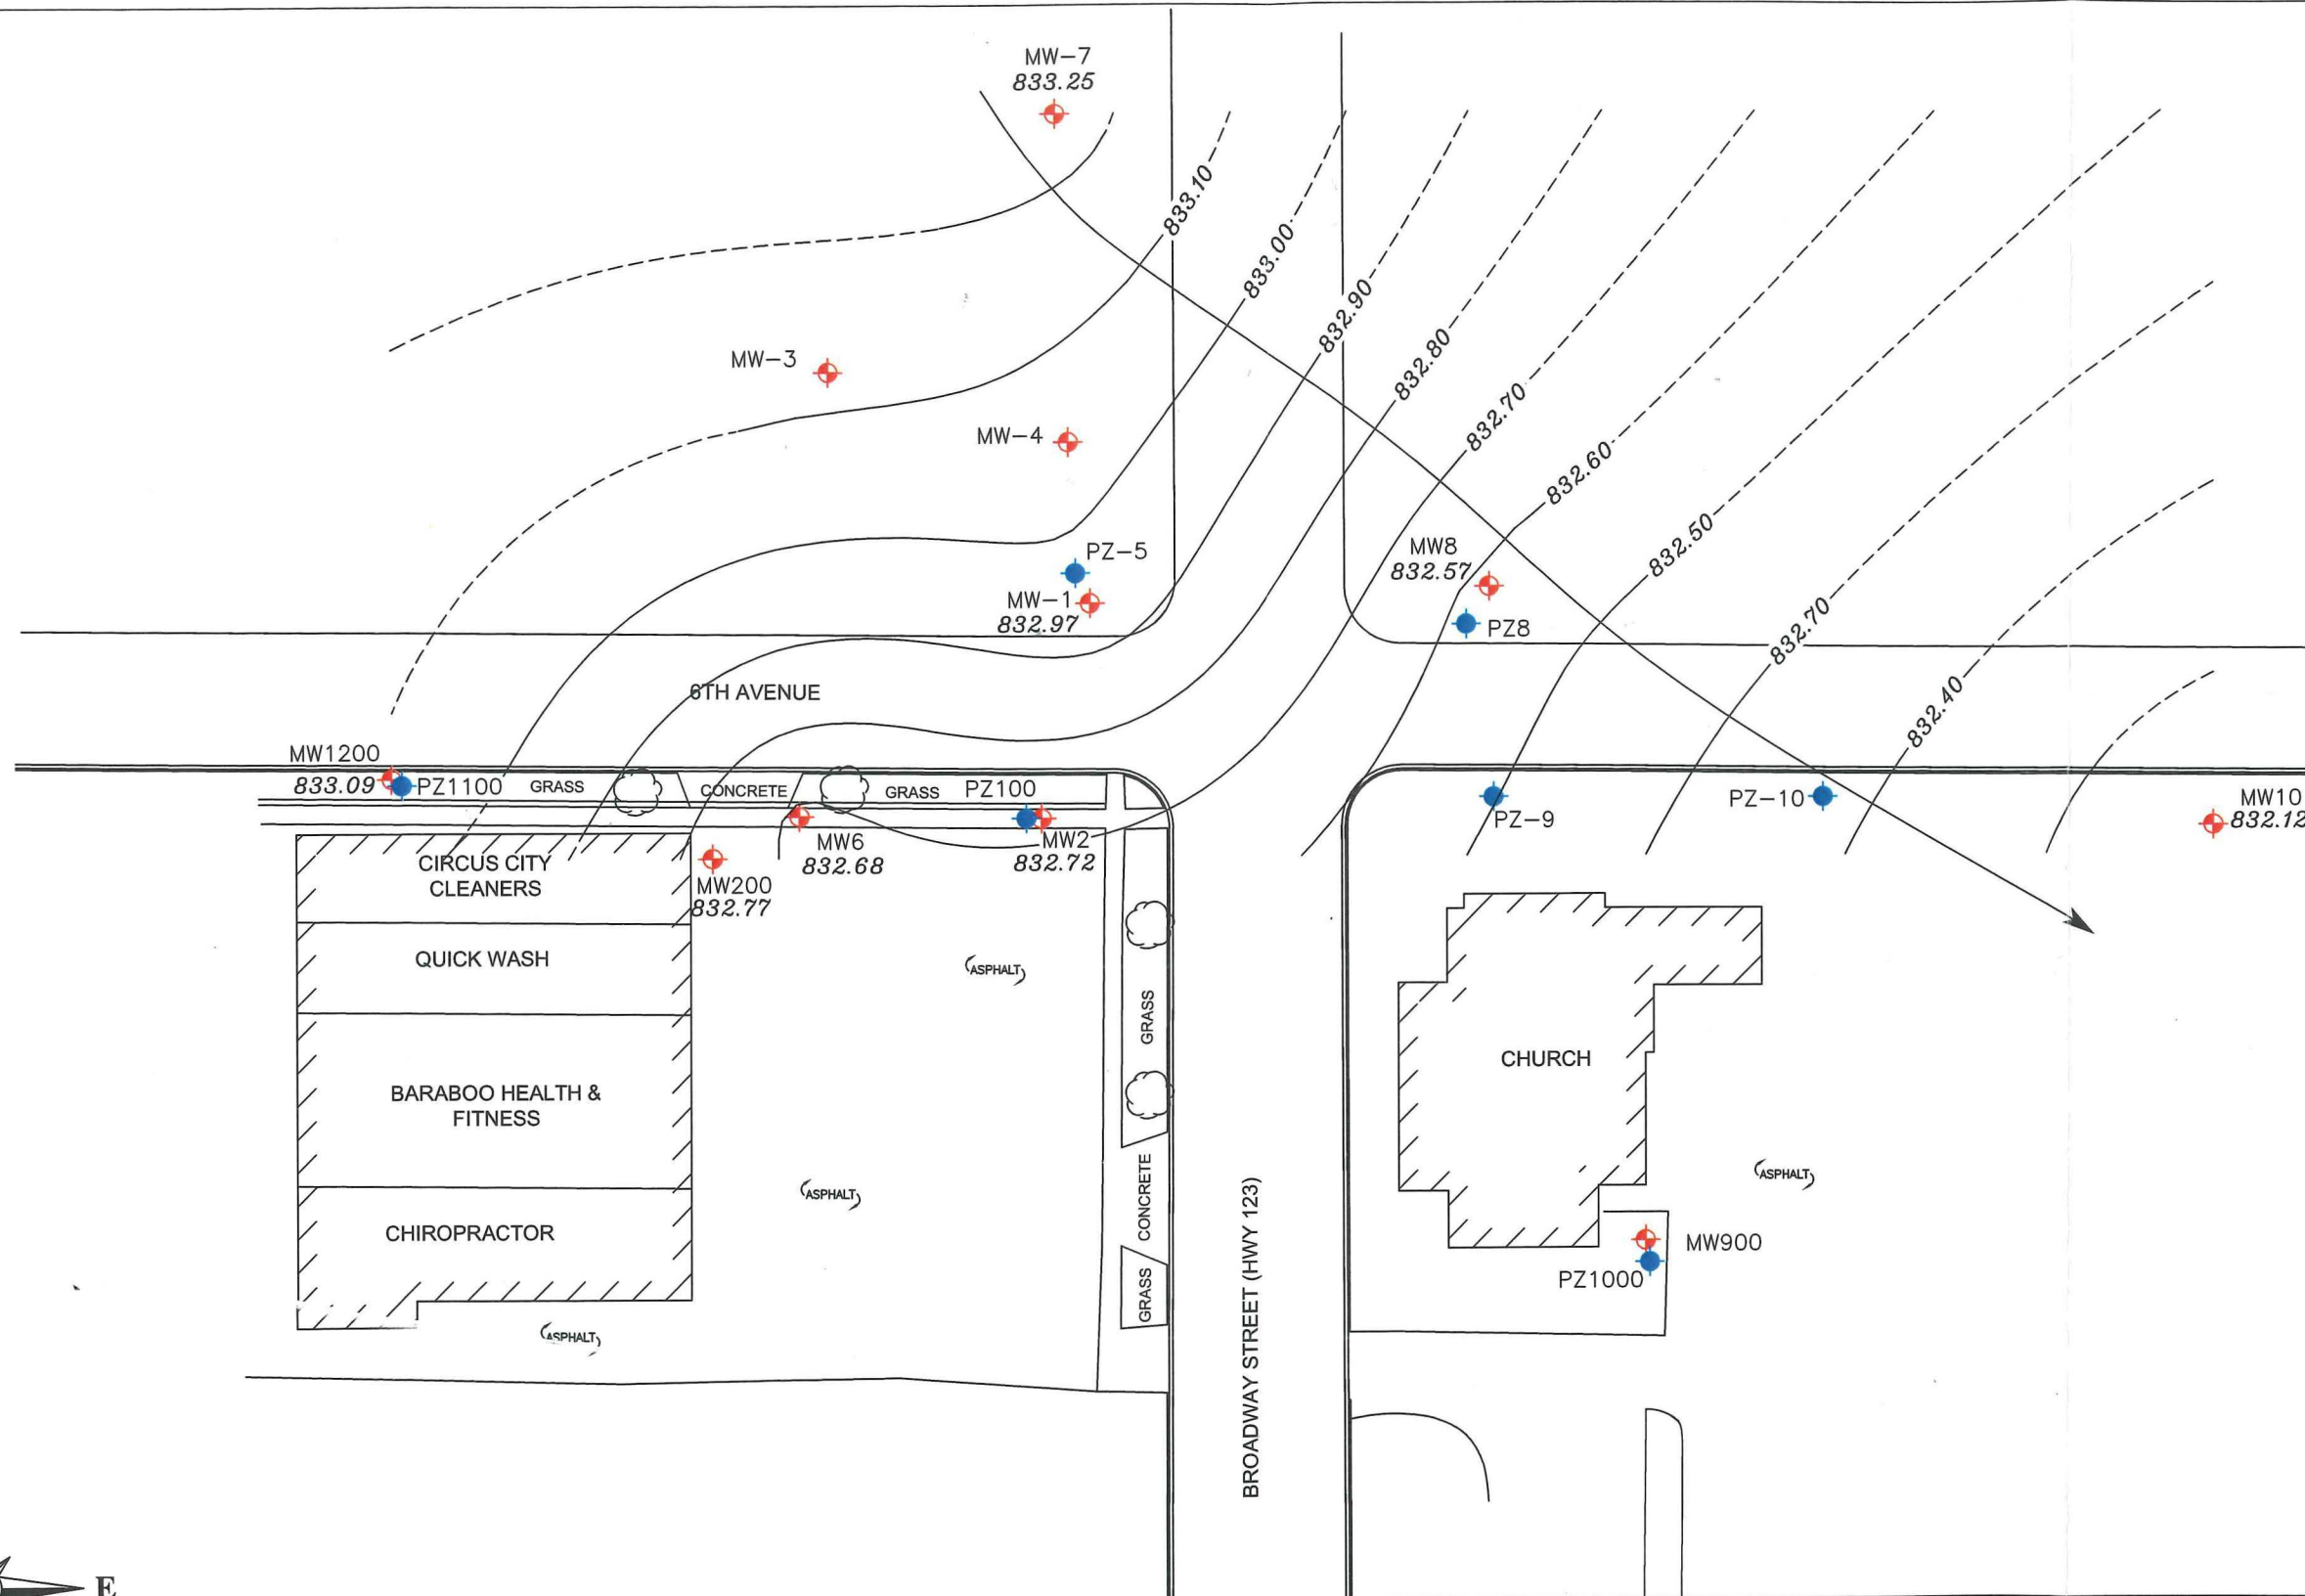 MW-7
833.25
833.10
833.00
832.90
832.80
832.70
832.60
832.50
832.70
832.40
MW-3
MW-4
PZ-5
MW-1
832.97
MW8
832.57
PZ8
6TH AVENUE
MW1200
833.09
PZ1100
GRASS
CONCRETE
GRASS
PZ100
PZ-9
PZ-10
MW10
832.12
MW6
832.68
MW2
832.72
MW200
832.77
CIRCUS CITY
CLEANERS
QUICK WASH
BARABOO HEALTH &
FITNESS
CHIROPRACTOR
ASPHALT
ASPHALT
ASPHALT
GRASS
CONCRETE
GRASS
BROADWAY STREET (HWY 123)
CHURCH
ASPHALT
MW900
PZ1000
E